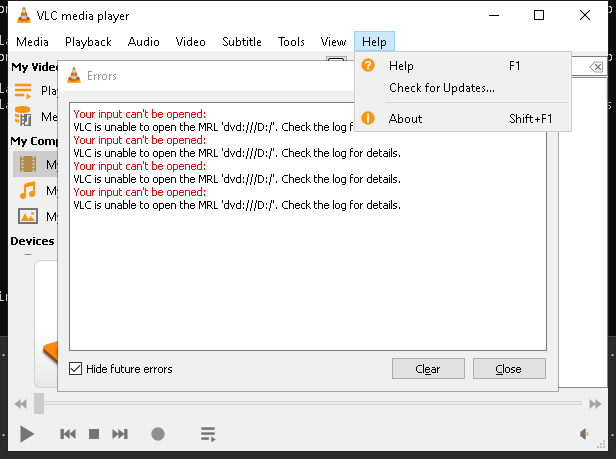 VLC media player
Media Playback Audio Video Subtitle Tools View Help
My Vide
Errors
Help F1
Check for Updates...
About Shift+F1
Pla
Me
My Comp
My
My
My
Devices
Your input can't be opened:
VLC is unable to open the MRL 'dvd:///D:/'. Check the log f
Your input can't be opened:
VLC is unable to open the MRL 'dvd:///D:/'. Check the log for details.
Your input can't be opened:
VLC is unable to open the MRL 'dvd:///D:/'. Check the log for details.
Your input can't be opened:
VLC is unable to open the MRL 'dvd:///D:/'. Check the log for details.
Hide future errors
Clear
Close